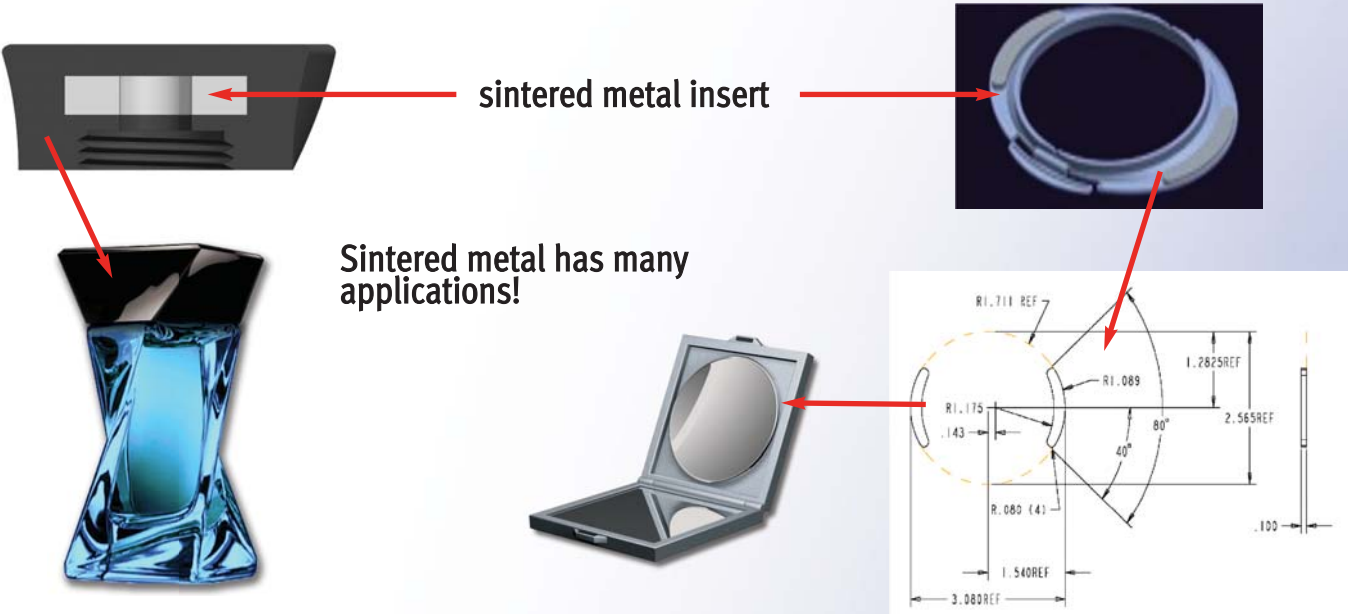 sintered metal insert
Sintered metal has many
applications!
R1.711 REF
1.2825REF
R1.089
R1.175
2.565REF
.143
80°
40°
R.080 (4)
.100
1.540REF
3.080REF